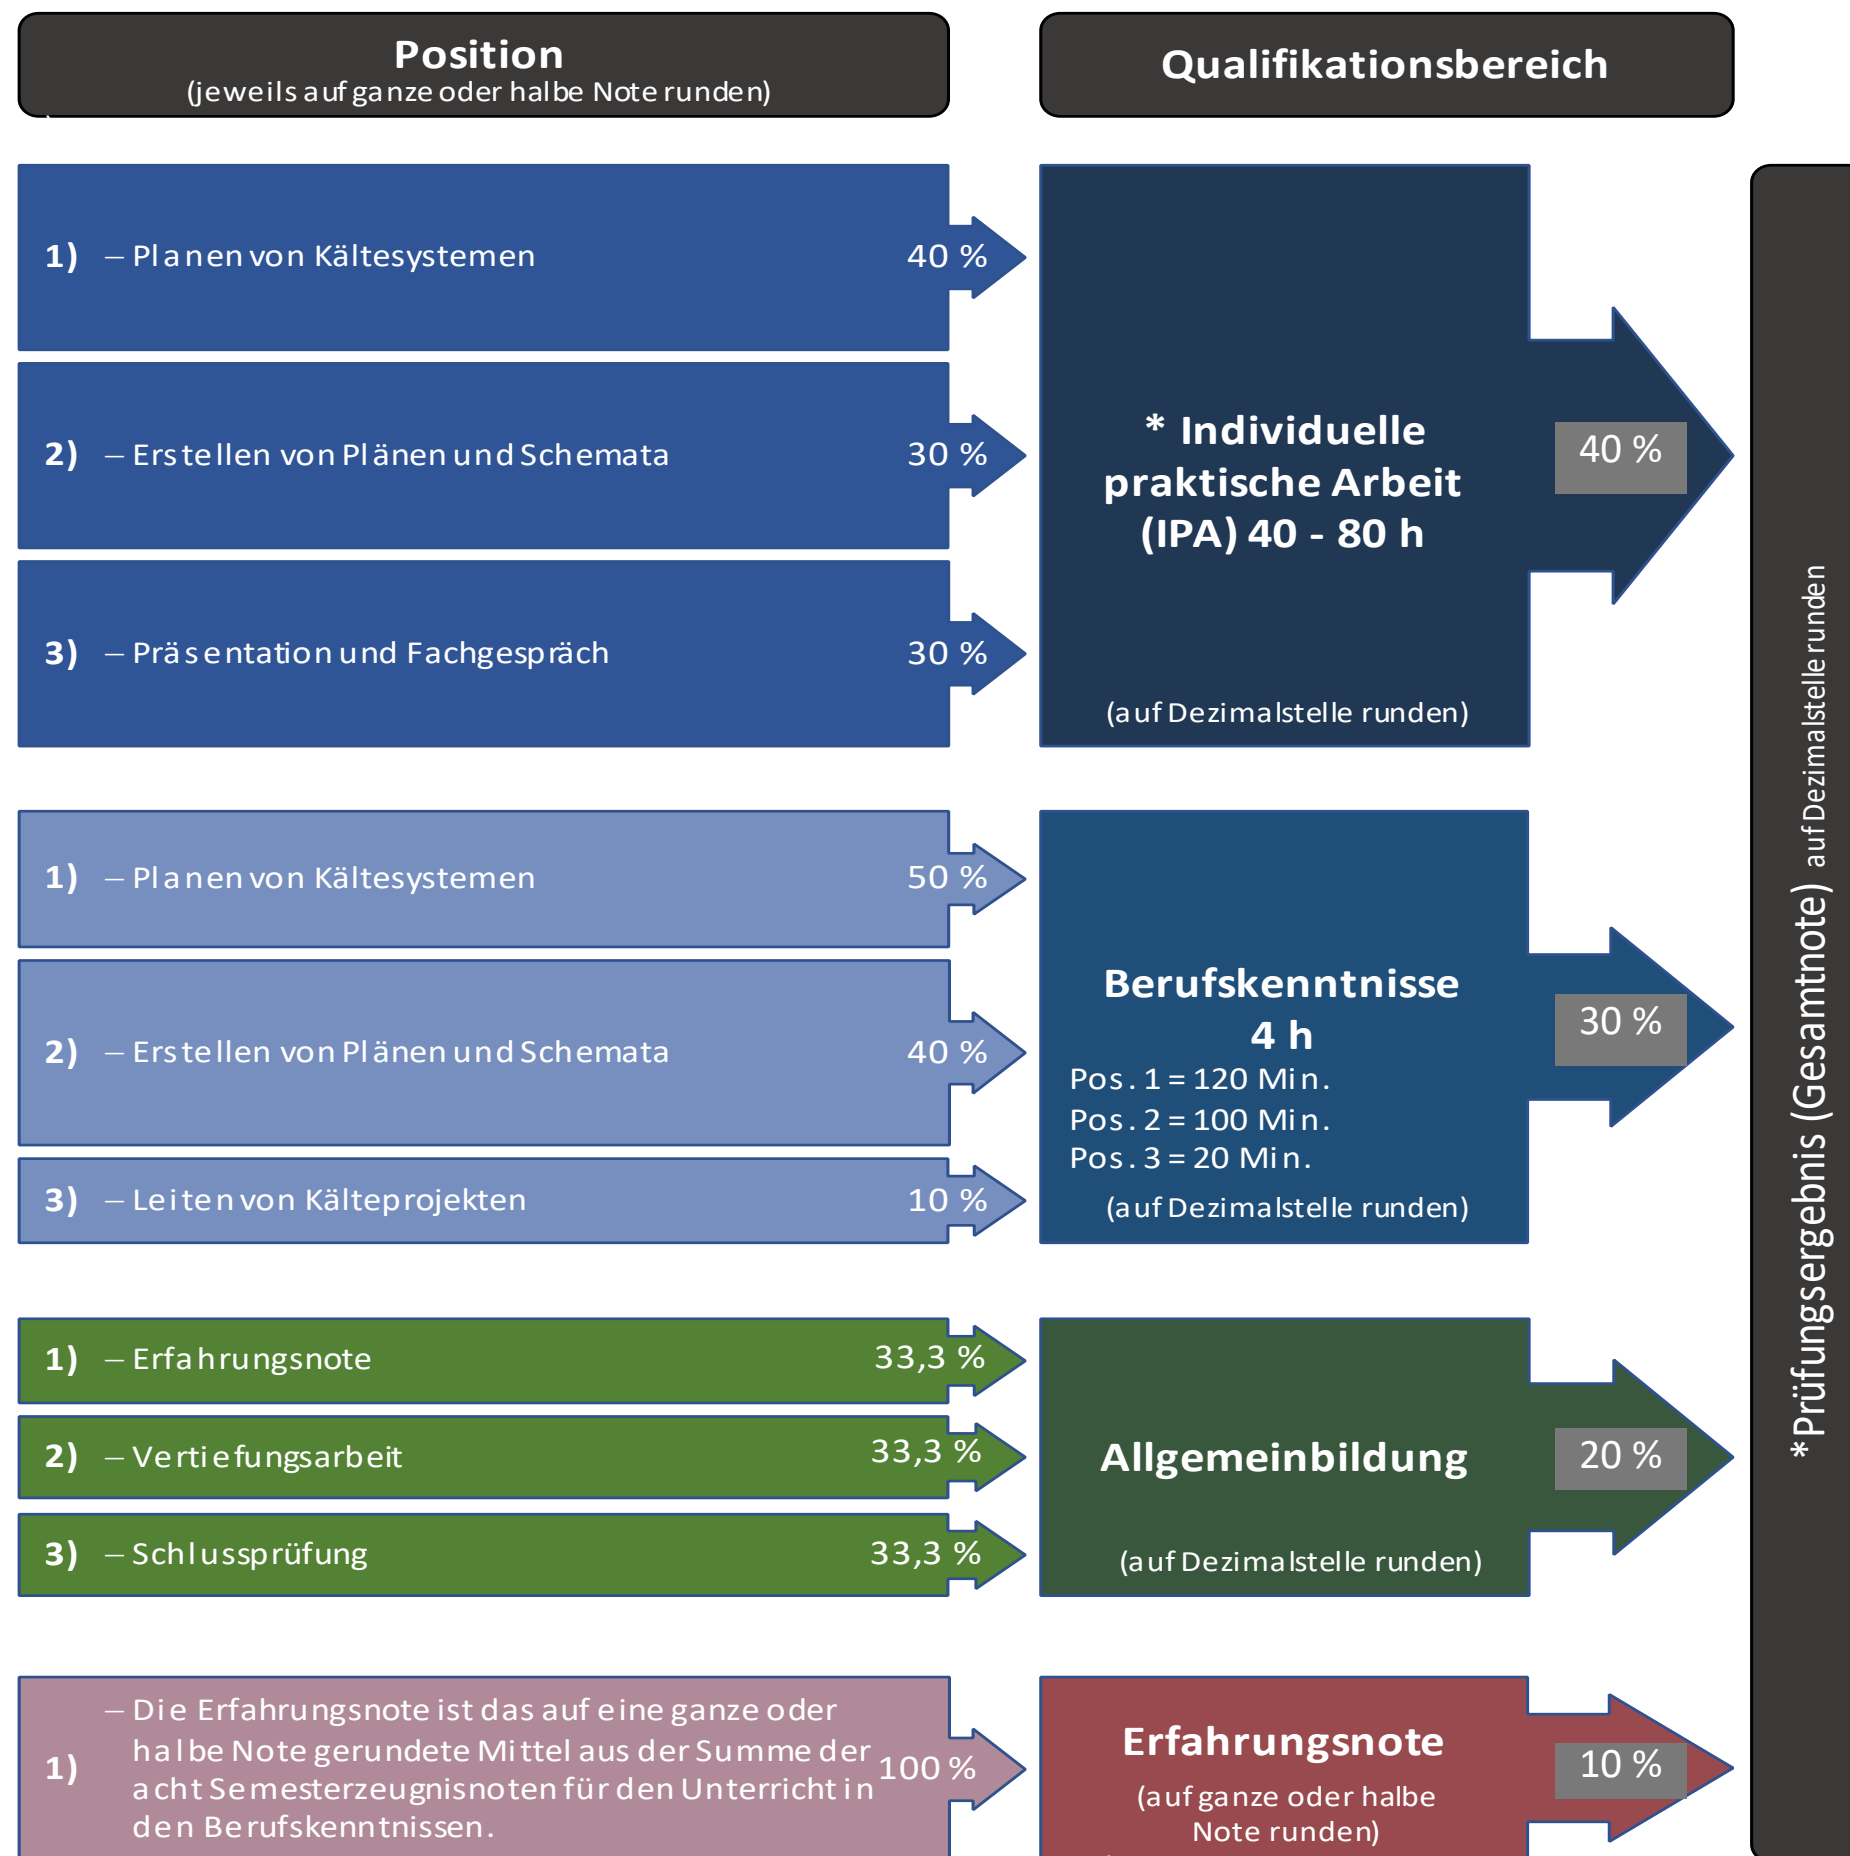 Position
(jeweils auf ganze oder halbe Note runden)
Qualifikationsbereich
1) – Planen von Kältesystemen 40 %
2) – Erstellen von Plänen und Schemata 30 %
3) – Präsentation und Fachgespräch 30 %
* Individuelle
praktische Arbeit
(IPA) 40 - 80 h
(auf Dezimalstelle runden)
40 %
1) – Planen von Kältesystemen 50 %
2) – Erstellen von Plänen und Schemata 40 %
3) – Leiten von Kälteprojekten 10 %
Berufskenntnisse
4 h
Pos. 1 = 120 Min.
Pos. 2 = 100 Min.
Pos. 3 = 20 Min.
(auf Dezimalstelle runden)
30 %
1) – Erfahrungsnote 33,3 %
2) – Vertiefungsarbeit 33,3 %
3) – Schlussprüfung 33,3 %
Allgemeinbildung
(auf Dezimalstelle runden)
20 %
1) – Die Erfahrungsnote ist das auf eine ganze oder
halbe Note gerundete Mittel aus der Summe der
acht Semesterzeugnisnoten für den Unterricht in
den Berufskenntnissen.
100 %
Erfahrungsnote
(auf ganze oder halbe
Note runden)
10 %
*Prüfungsergebnis (Gesamtnote) auf Dezimalstelle runden